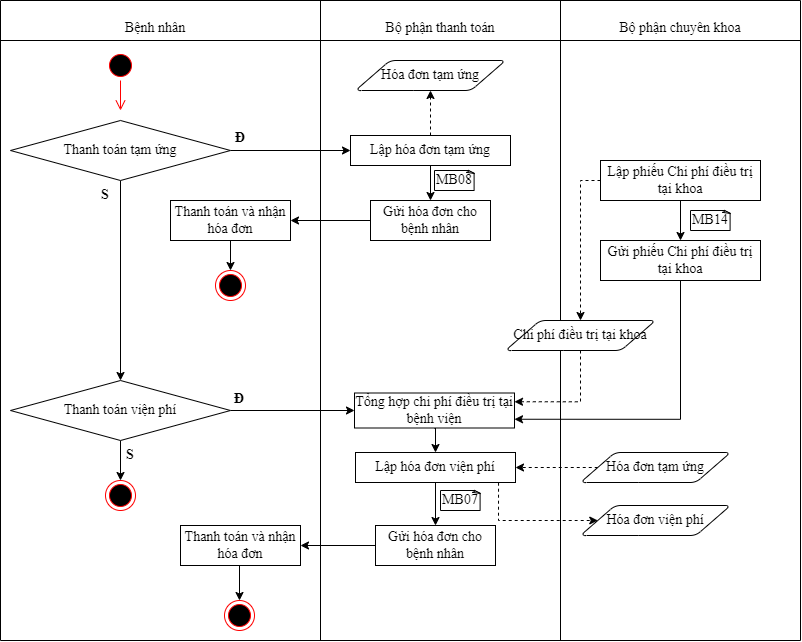 Bệnh nhân
Bộ phận thanh toán
Bộ phận chuyên khoa
Hóa đơn tạm ứng
Thanh toán tạm ứng
Đ
Lập hóa đơn tạm ứng
S
MB08
Lập phiếu Chi phí điều trị
tại khoa
Thanh toán và nhận
hóa đơn
Gửi hóa đơn cho
bệnh nhân
MB14
Gửi phiếu Chi phí điều trị
tại khoa
Chi phí điều trị tại khoa
Thanh toán viện phí
Đ
Tổng hợp chi phí điều trị tại
bệnh viện
S
Lập hóa đơn viện phí
Hóa đơn tạm ứng
MB07
Hóa đơn viện phí
Thanh toán và nhận
hóa đơn
Gửi hóa đơn cho
bệnh nhân